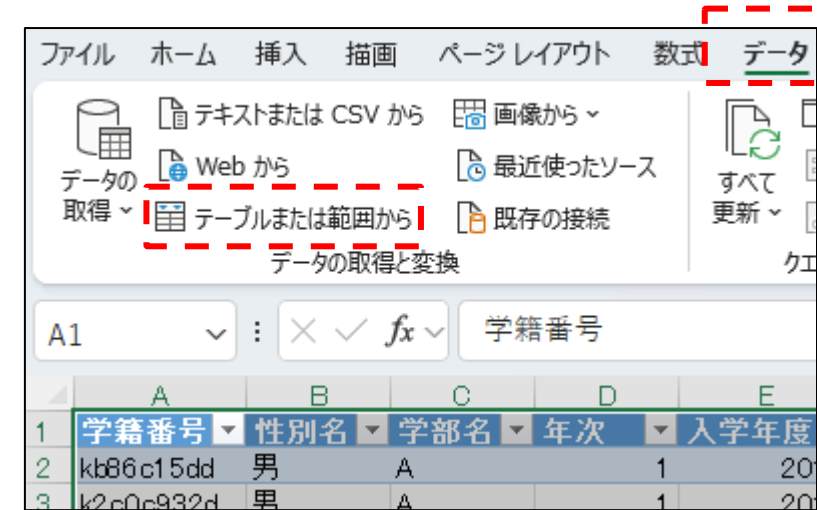 ファイル ホーム 挿入 描画 ページ レイアウト 数式 データ
テキストまたは CSV から 画像から
Web から 最近使ったソース
テーブルまたは範囲から 既存の接続
データの
取得
すべて
更新
データの取得と変換
A1 fx 学籍番号
A B C D E
1 学籍番号 性別名 学部名 年次 入学年度
2 kb86c15dd 男 A 1
3 k2c0c932d 男 A 1